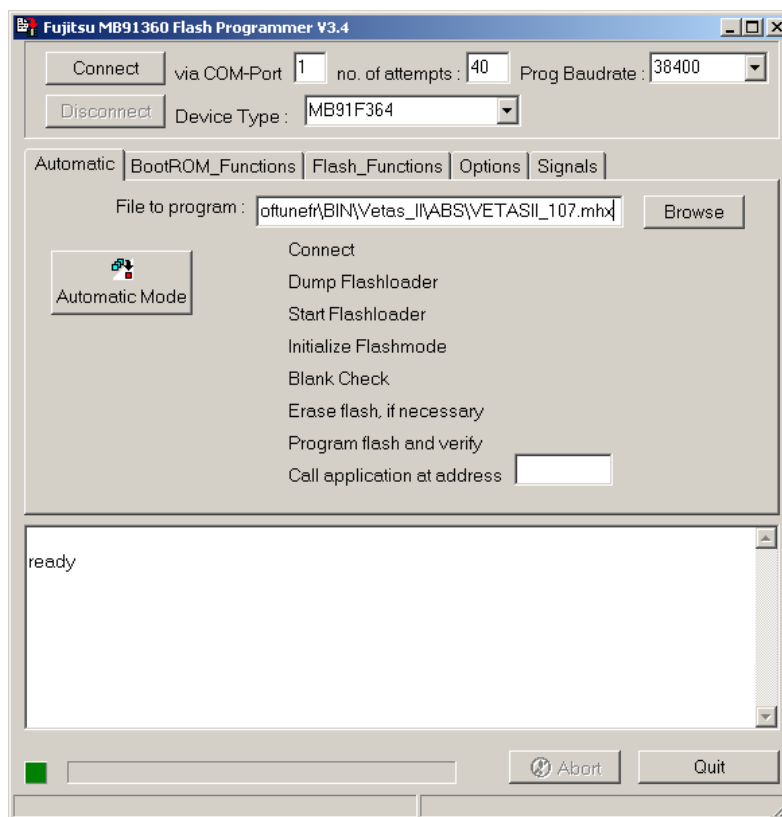 Fujitsu MB91360 Flash Programmer V3.4
Connect via COM-Port 1 no. of attempts : 40 Prog Baudrate : 38400
Disconnect Device Type : MB91F364
Automatic BootROM_Functions Flash_Functions Options Signals
File to program : oftunefr\BIN\Vetas_II\ABS\VETASII_107.mhx Browse
Connect
Dump Flashloader
Automatic Mode
Start Flashloader
Initialize Flashmode
Blank Check
Erase flash, if necessary
Program flash and verify
Call application at address
ready
Abort Quit